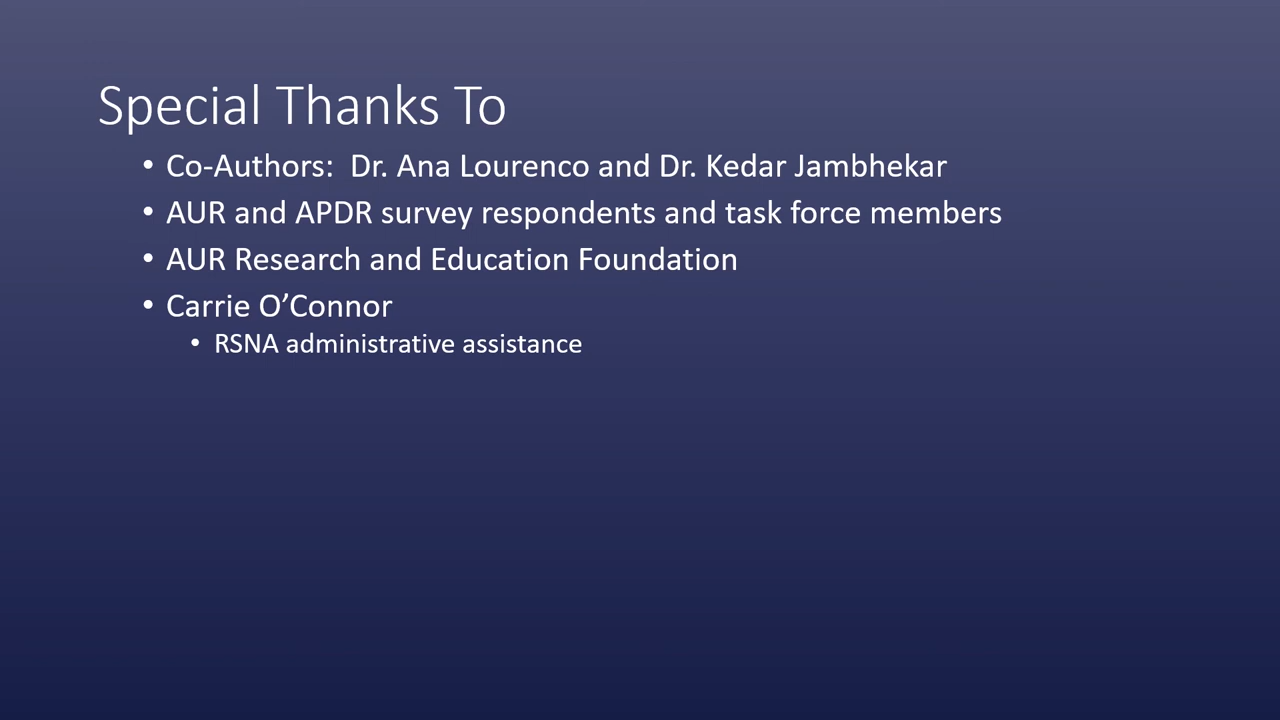 Special Thanks To
• Co-Authors:  Dr. Ana Lourenco and Dr. Kedar Jambhekar
• AUR and APDR survey respondents and task force members
• AUR Research and Education Foundation
• Carrie O’Connor
• RSNA administrative assistance